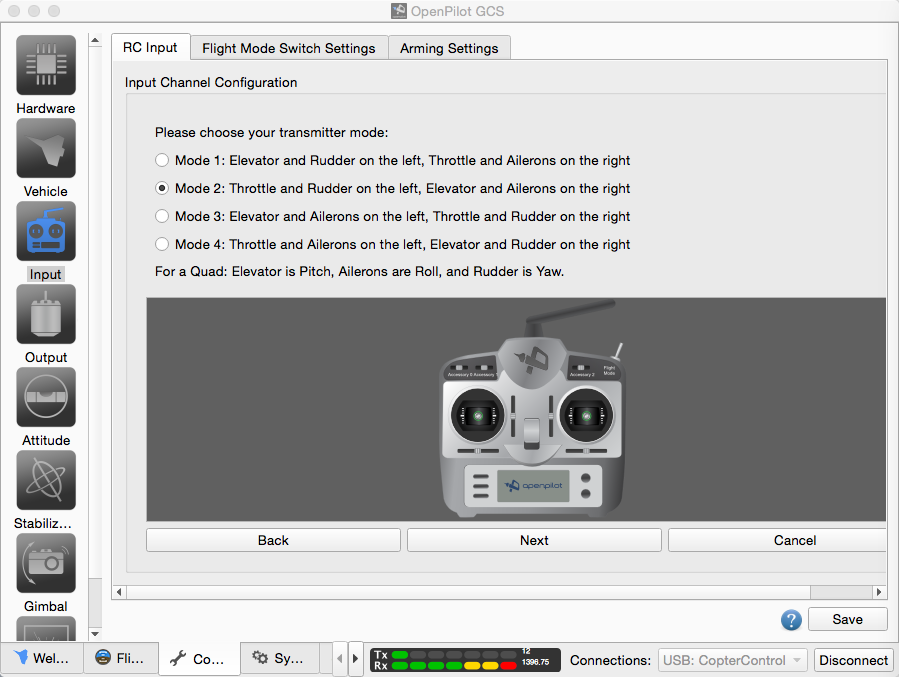 OpenPilot GCS
Hardware
Vehicle
Input
Output
Attitude
Stabiliz...
Gimbal
RC Input
Flight Mode Switch Settings
Arming Settings
Input Channel Configuration
Please choose your transmitter mode:
Mode 1: Elevator and Rudder on the left, Throttle and Ailerons on the right
Mode 2: Throttle and Rudder on the left, Elevator and Ailerons on the right
Mode 3: Elevator and Ailerons on the left, Throttle and Rudder on the right
Mode 4: Throttle and Ailerons on the left, Elevator and Rudder on the right
For a Quad: Elevator is Pitch, Ailerons are Roll, and Rudder is Yaw.
Accessory 0 Accessory 1
Accessory 2
Flight
Mode
openpilot
Back
Next
Cancel
?
Save
Wel...
Fli...
Co...
Sy...
Tx
12
Rx
1396.75
Connections:
USB: CopterControl
Disconnect